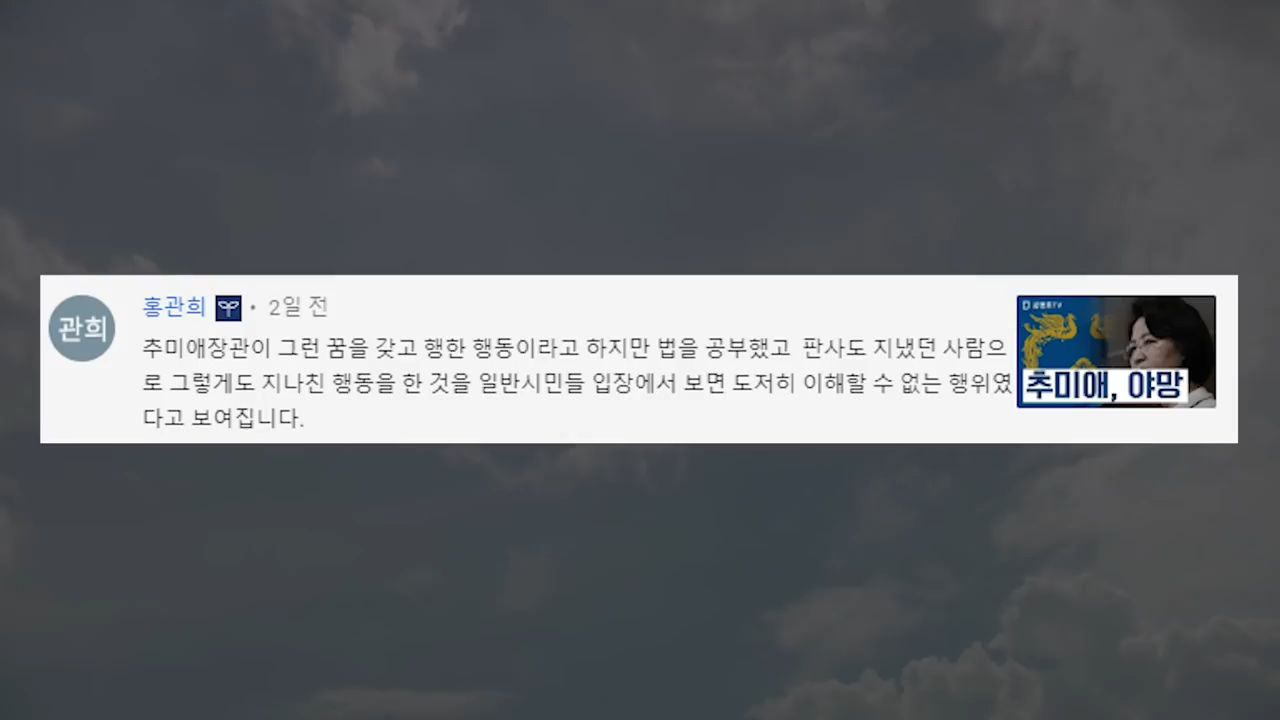 관희
홍관희 • 2일 전
추미애장관이 그런 꿈을 갖고 행한 행동이라고 하지만 법을 공부했고 판사도 지냈던 사람으
로 그렇게도 지나친 행동을 한 것을 일반시민들 입장에서 보면 도저히 이해할 수 없는 행위였
다고 보여집니다.
추미애, 야망